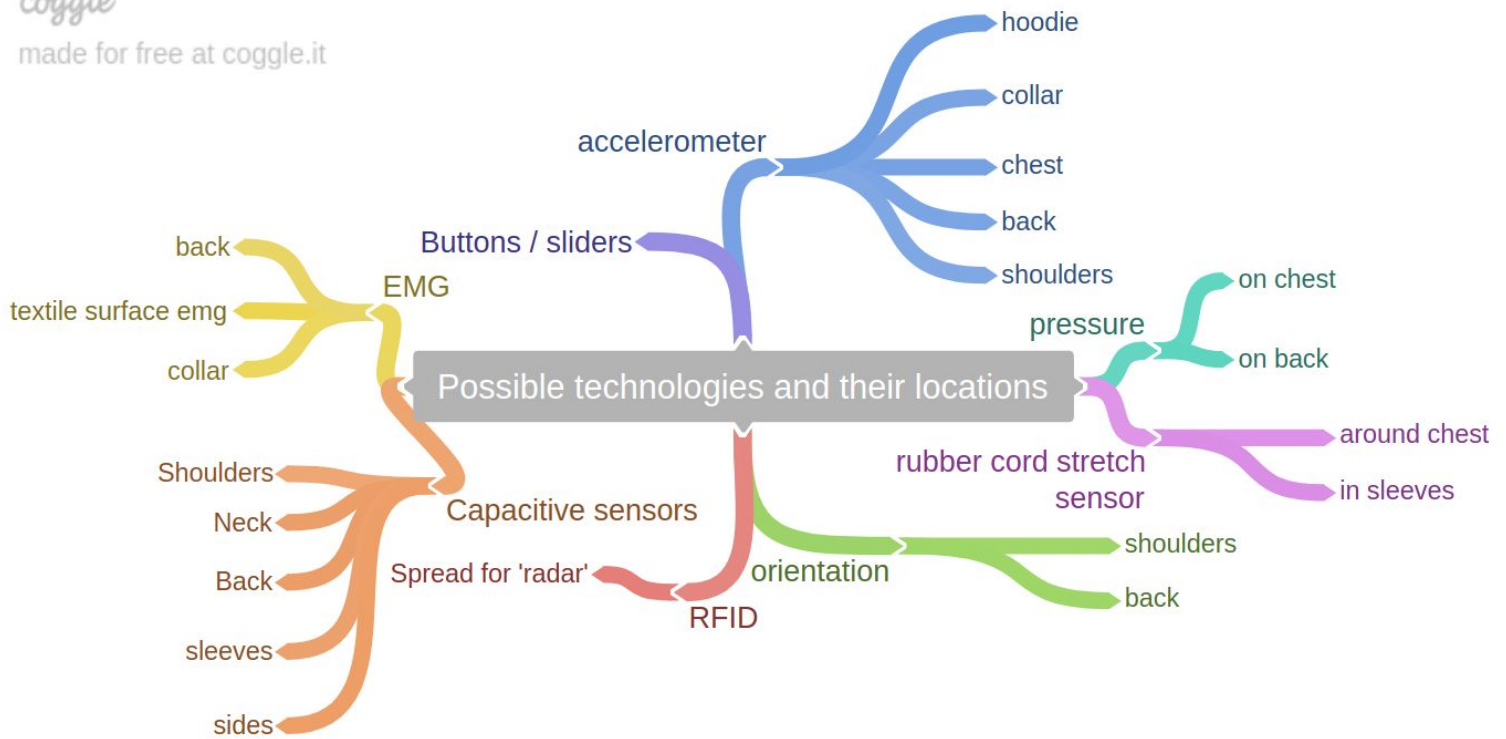 coggle
made for free at coggle.it
Possible technologies and their locations
accelerometer
hoodie
collar
chest
back
shoulders
Buttons / sliders
EMG
back
textile surface emg
collar
pressure
on chest
on back
rubber cord stretch
sensor
around chest
in sleeves
Capacitive sensors
Shoulders
Neck
Back
sleeves
sides
orientation
shoulders
back
RFID
Spread for 'radar'